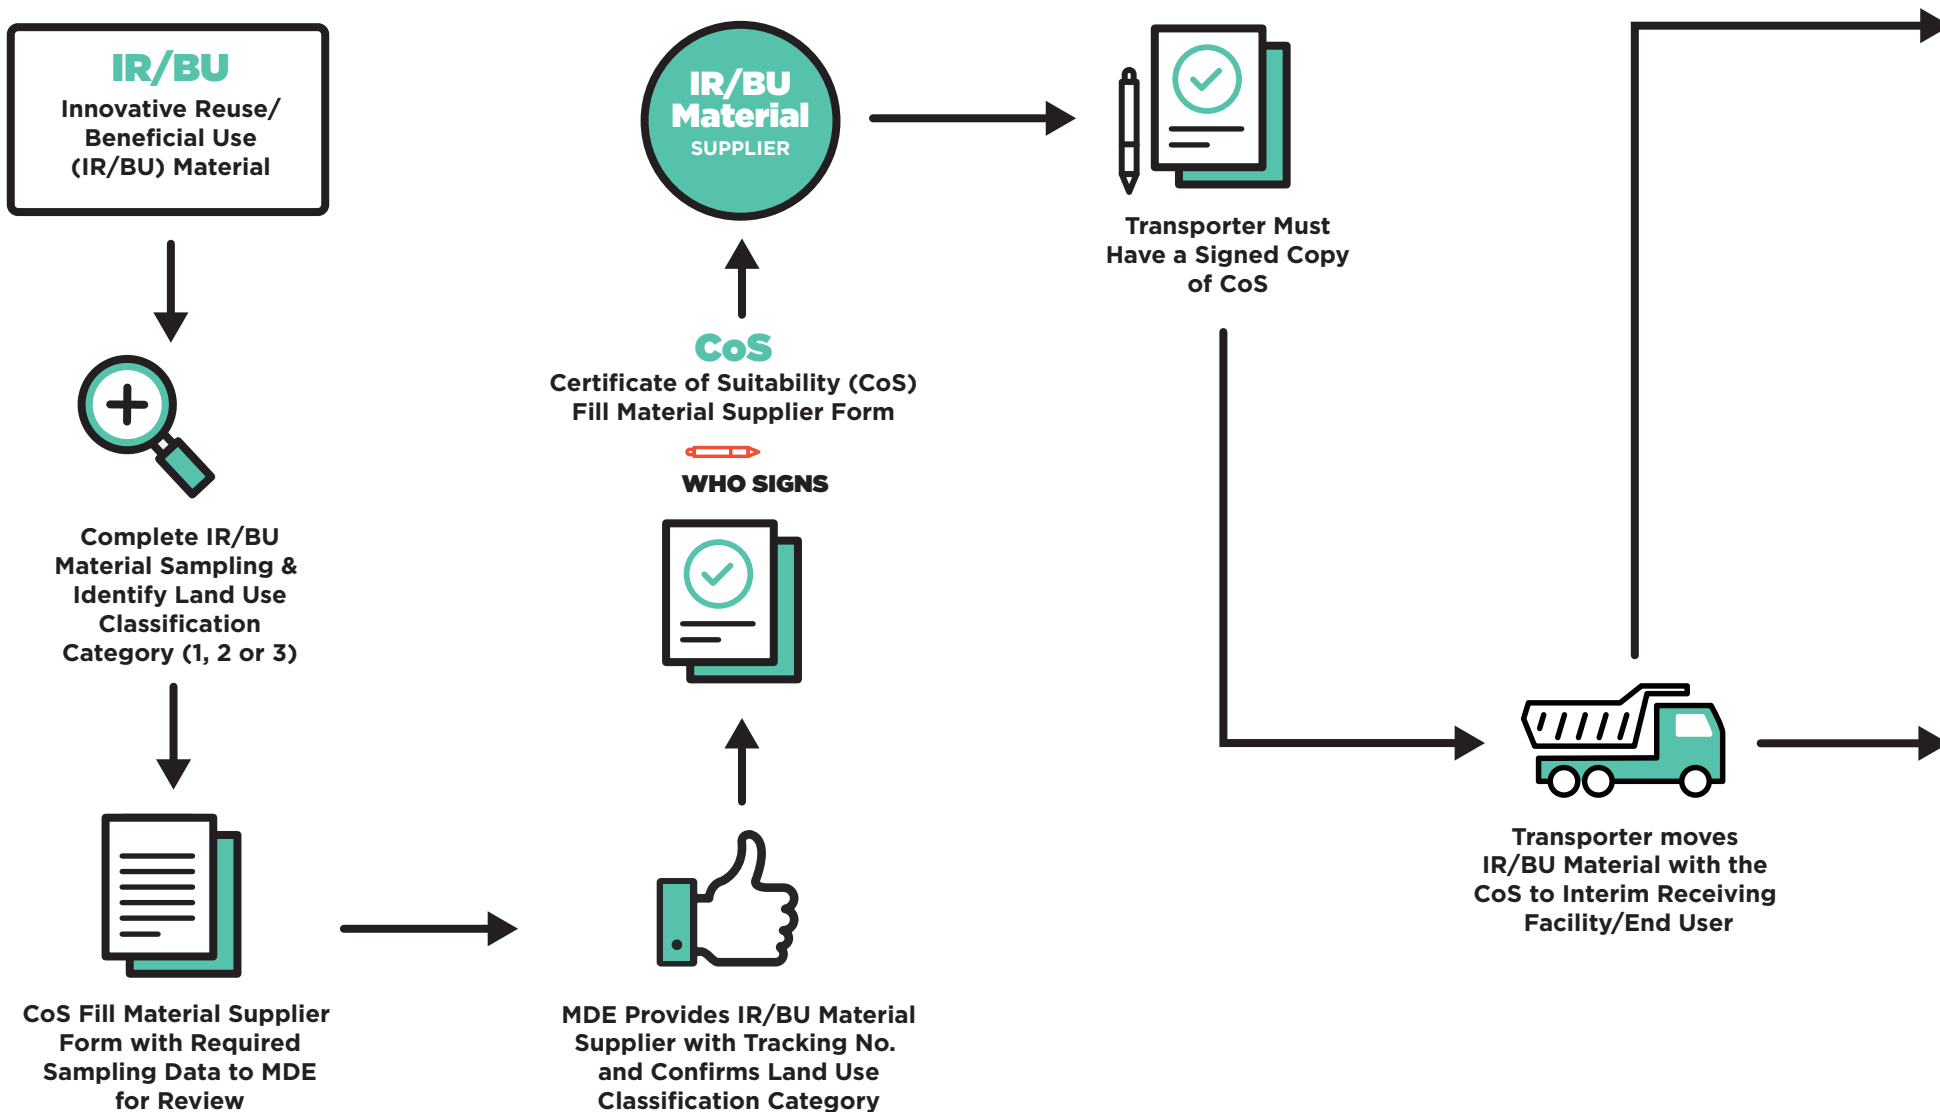 IR/BU
Innovative Reuse/
Beneficial Use
(IR/BU) Material
Complete IR/BU
Material Sampling &
Identify Land Use
Classification
Category (1, 2 or 3)
CoS Fill Material Supplier
Form with Required
Sampling Data to MDE
for Review
MDE Provides IR/BU Material
Supplier with Tracking No.
and Confirms Land Use
Classification Category
CoS
Certificate of Suitability (CoS)
Fill Material Supplier Form
WHO SIGNS
IR/BU
Material
SUPPLIER
Transporter Must
Have a Signed Copy
of CoS
Transporter moves
IR/BU Material with the
CoS to Interim Receiving
Facility/End User